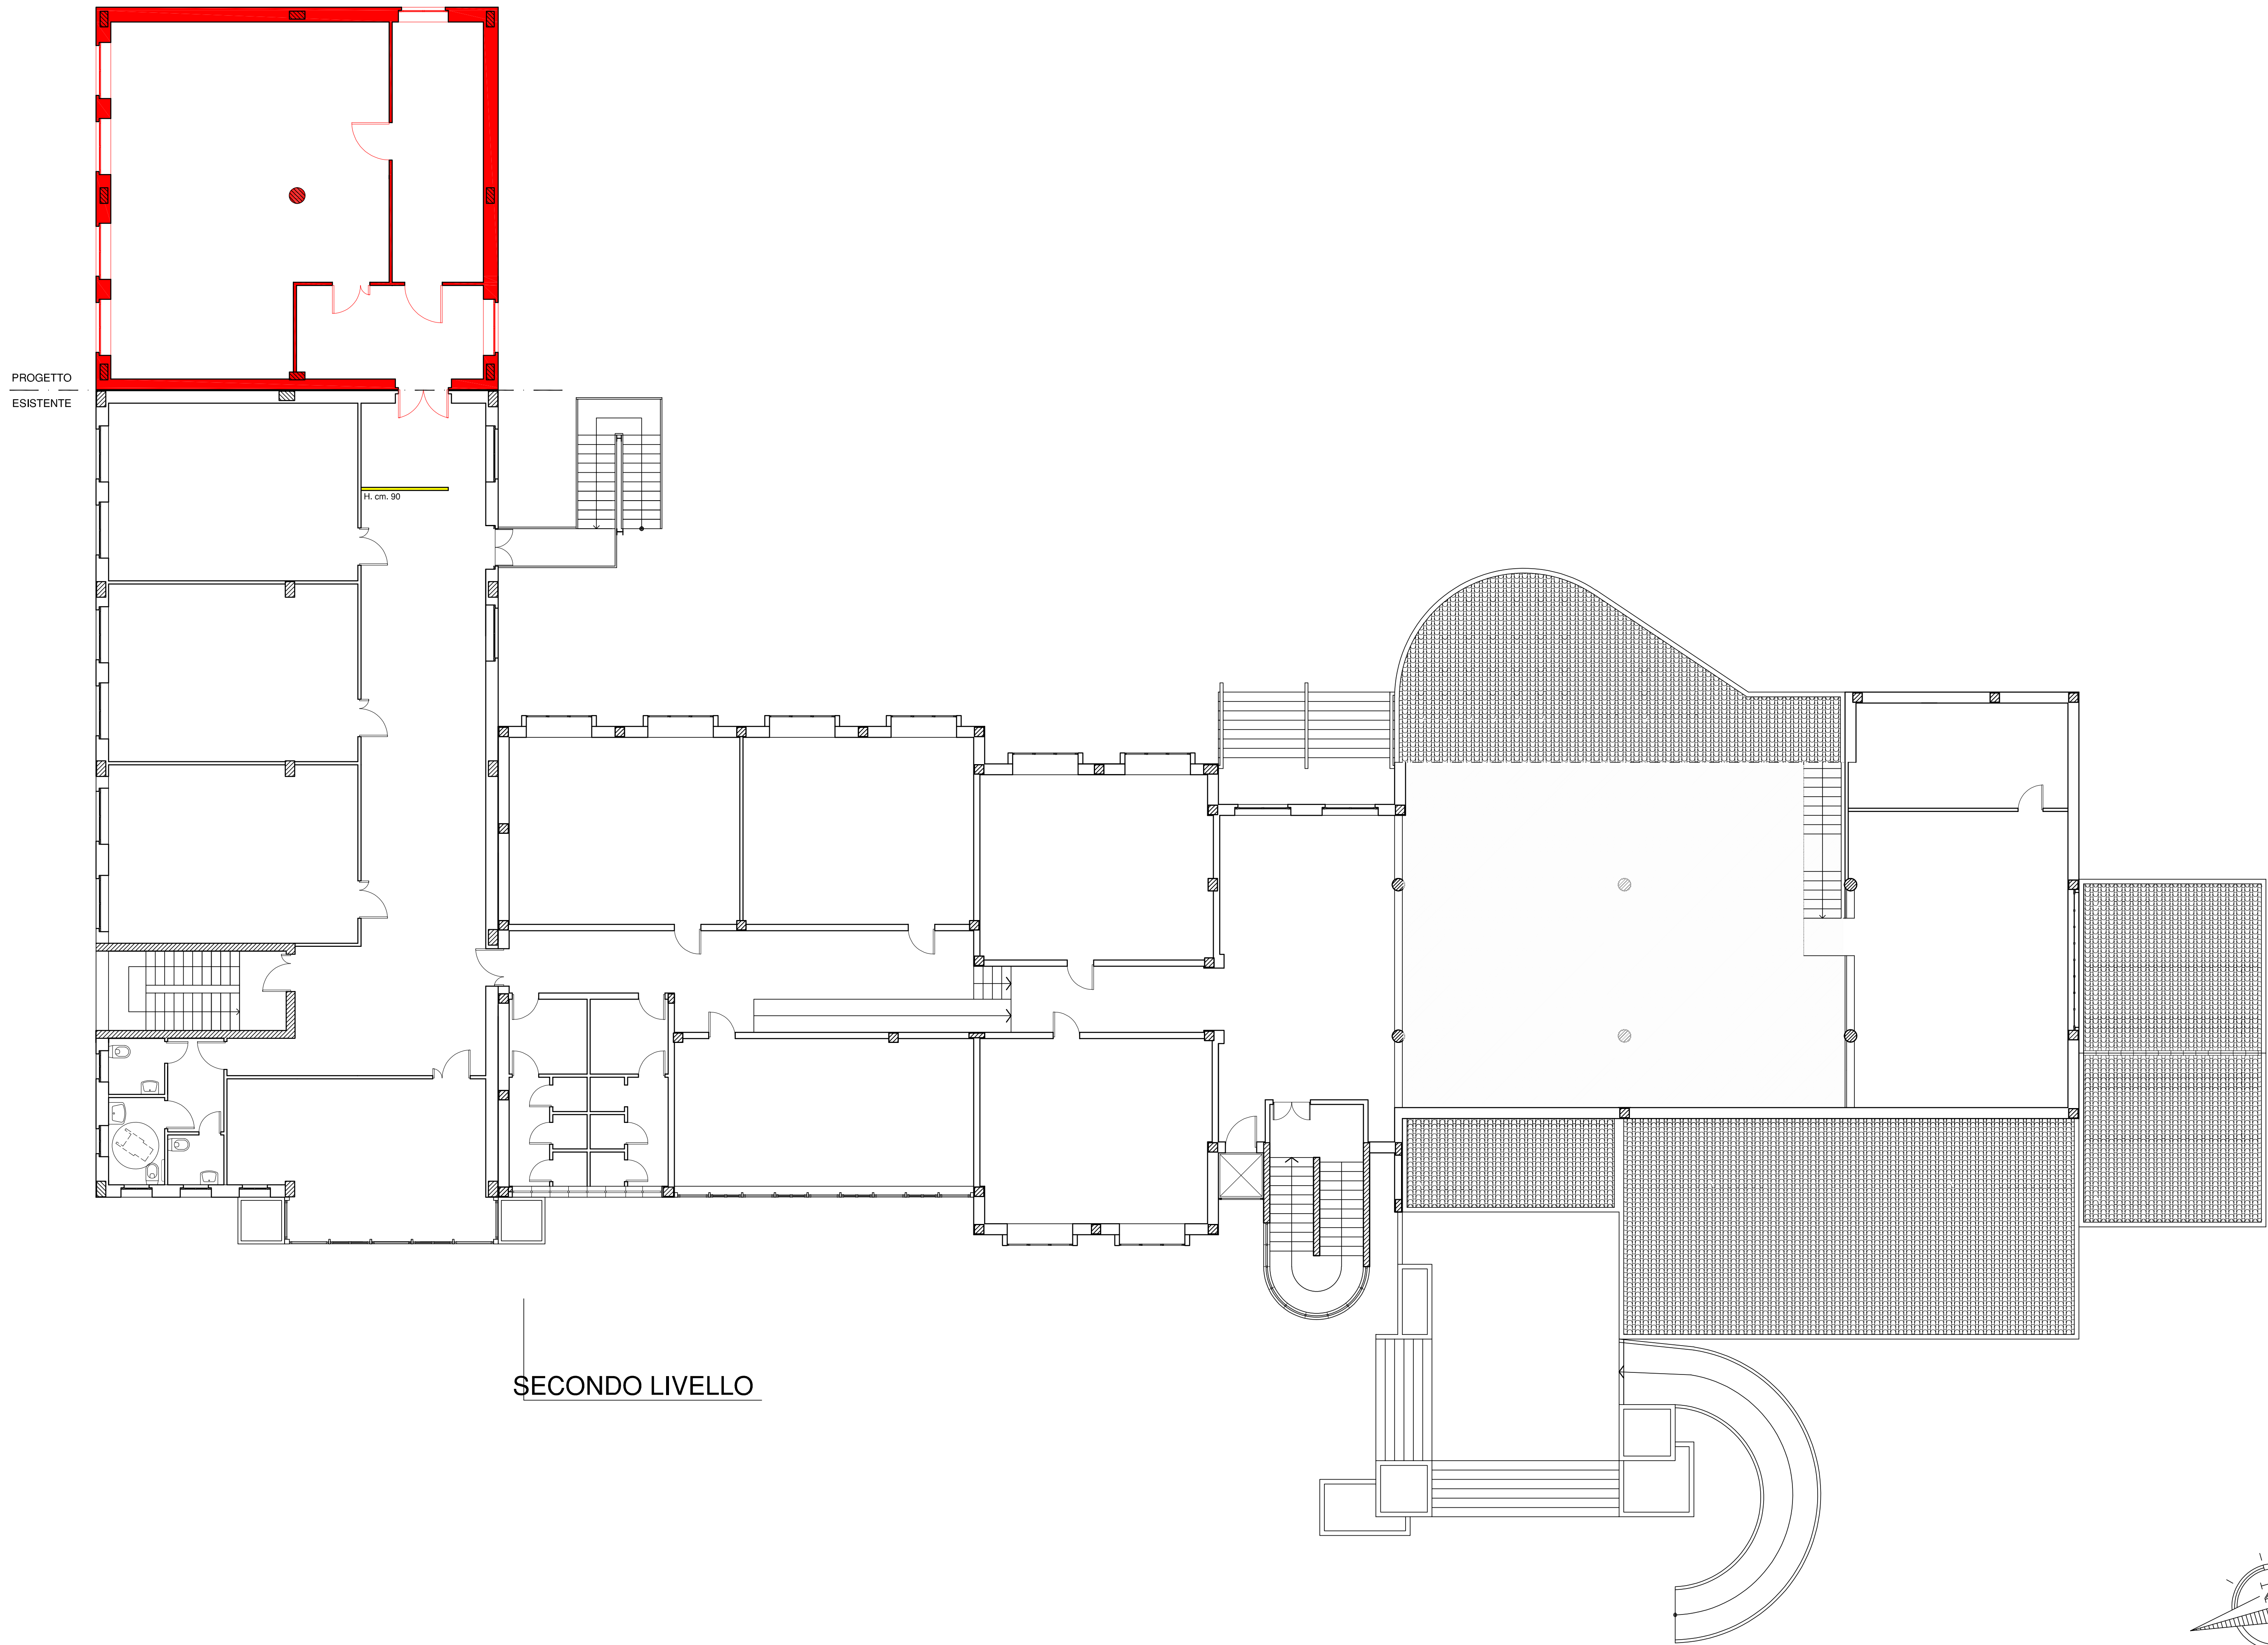 PROGETTO
ESISTENTE
H. cm. 90
SECONDO LIVELLO